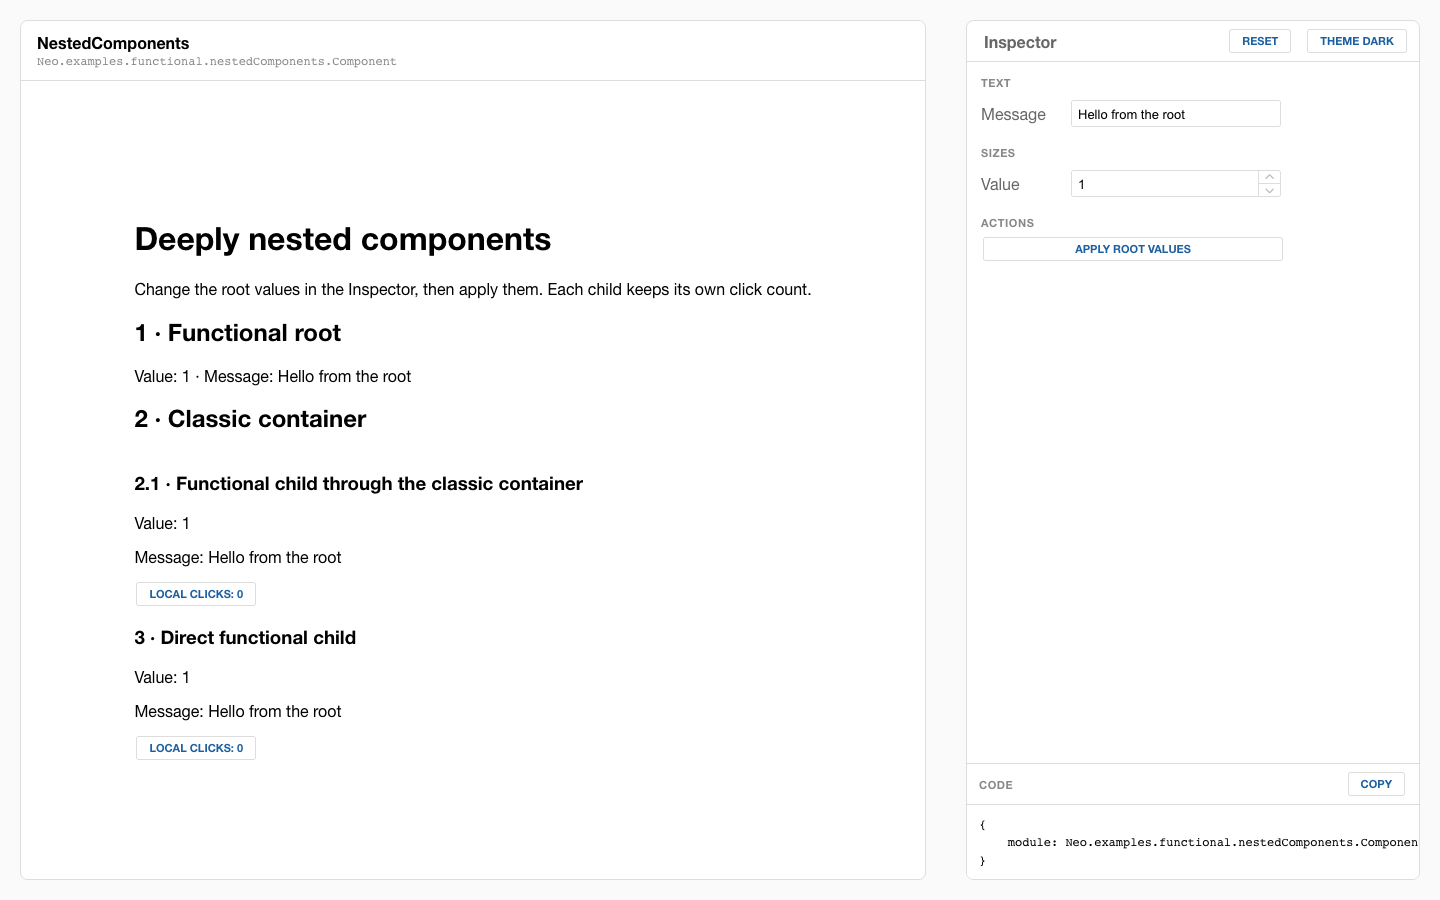 NestedComponents
Neo.examples.functional.nestedComponents.Component
Deeply nested components
Change the root values in the Inspector, then apply them. Each child keeps its own click count.
1 · Functional root
Value: 1 · Message: Hello from the root
2 · Classic container
2.1 · Functional child through the classic container
Value: 1
Message: Hello from the root
LOCAL CLICKS: 0
3 · Direct functional child
Value: 1
Message: Hello from the root
LOCAL CLICKS: 0
Inspector
RESET
THEME DARK
TEXT
Message
Hello from the root
SIZES
Value
1
ACTIONS
APPLY ROOT VALUES
CODE
COPY
{
module: Neo.examples.functional.nestedComponents.Componen
}